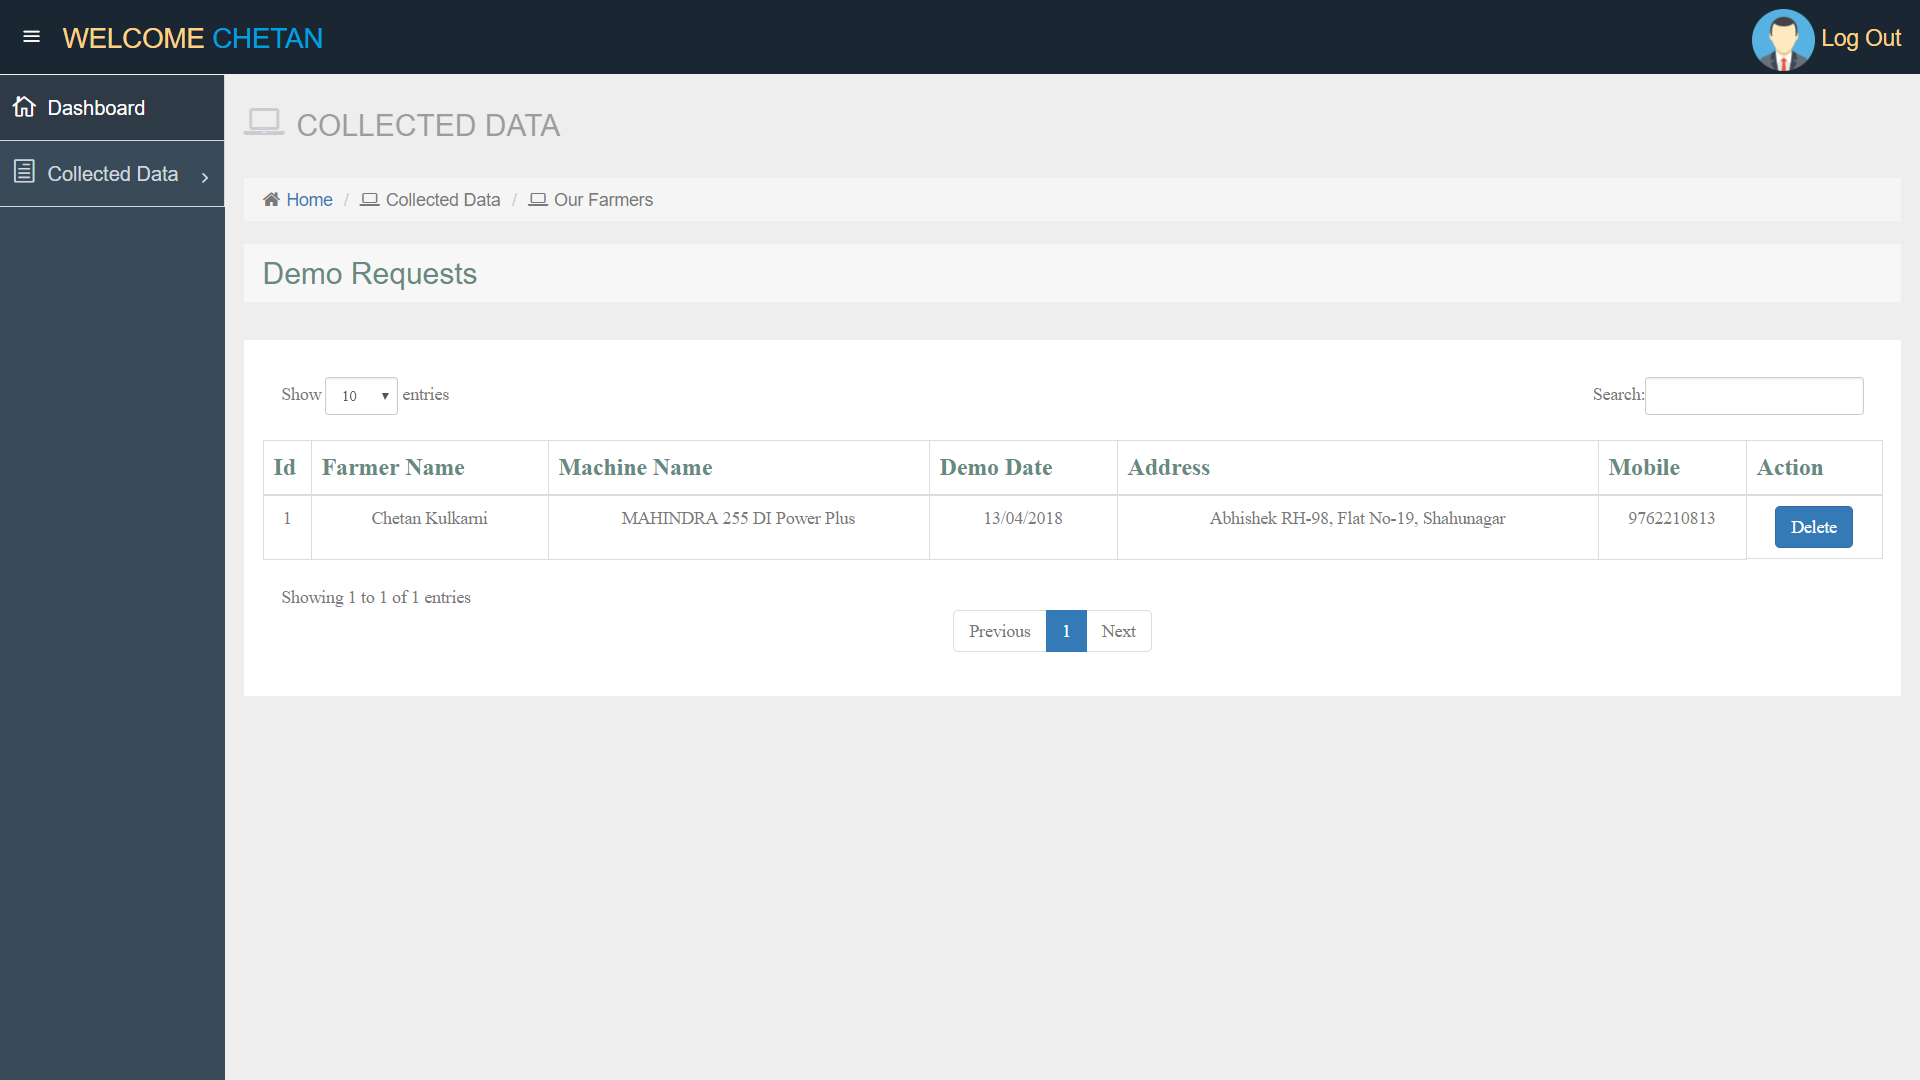 WELCOME CHETAN
Log Out
Dashboard
Collected Data
COLLECTED DATA
Home / Collected Data / Our Farmers
Demo Requests
Show 10 entries
Search:
Id Farmer Name Machine Name Demo Date Address Mobile Action
1 Chetan Kulkarni MAHINDRA 255 DI Power Plus 13/04/2018 Abhishek RH-98, Flat No-19, Shahunagar 9762210813 Delete
Showing 1 to 1 of 1 entries
Previous 1 Next